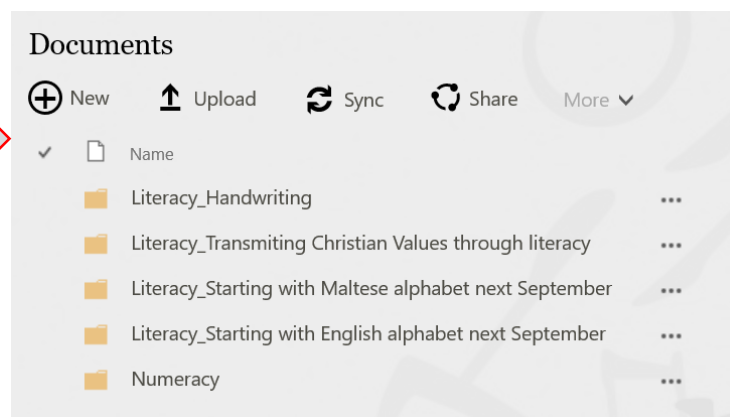 Documents
New Upload Sync Share More
Name
Literacy_Handwriting
Literacy_Transmiting Christian Values through literacy
Literacy_Starting with Maltese alphabet next September
Literacy_Starting with English alphabet next September
Numeracy